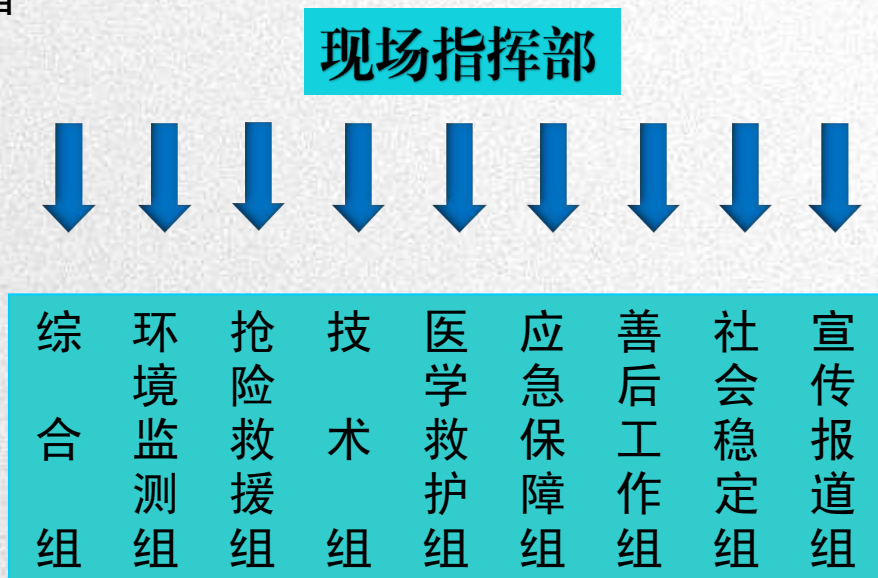 现场指挥部
综合组
环境监测组
抢险救援组
技术组
医学救护组
应急保障组
善后工作组
社会稳定组
宣传报道组